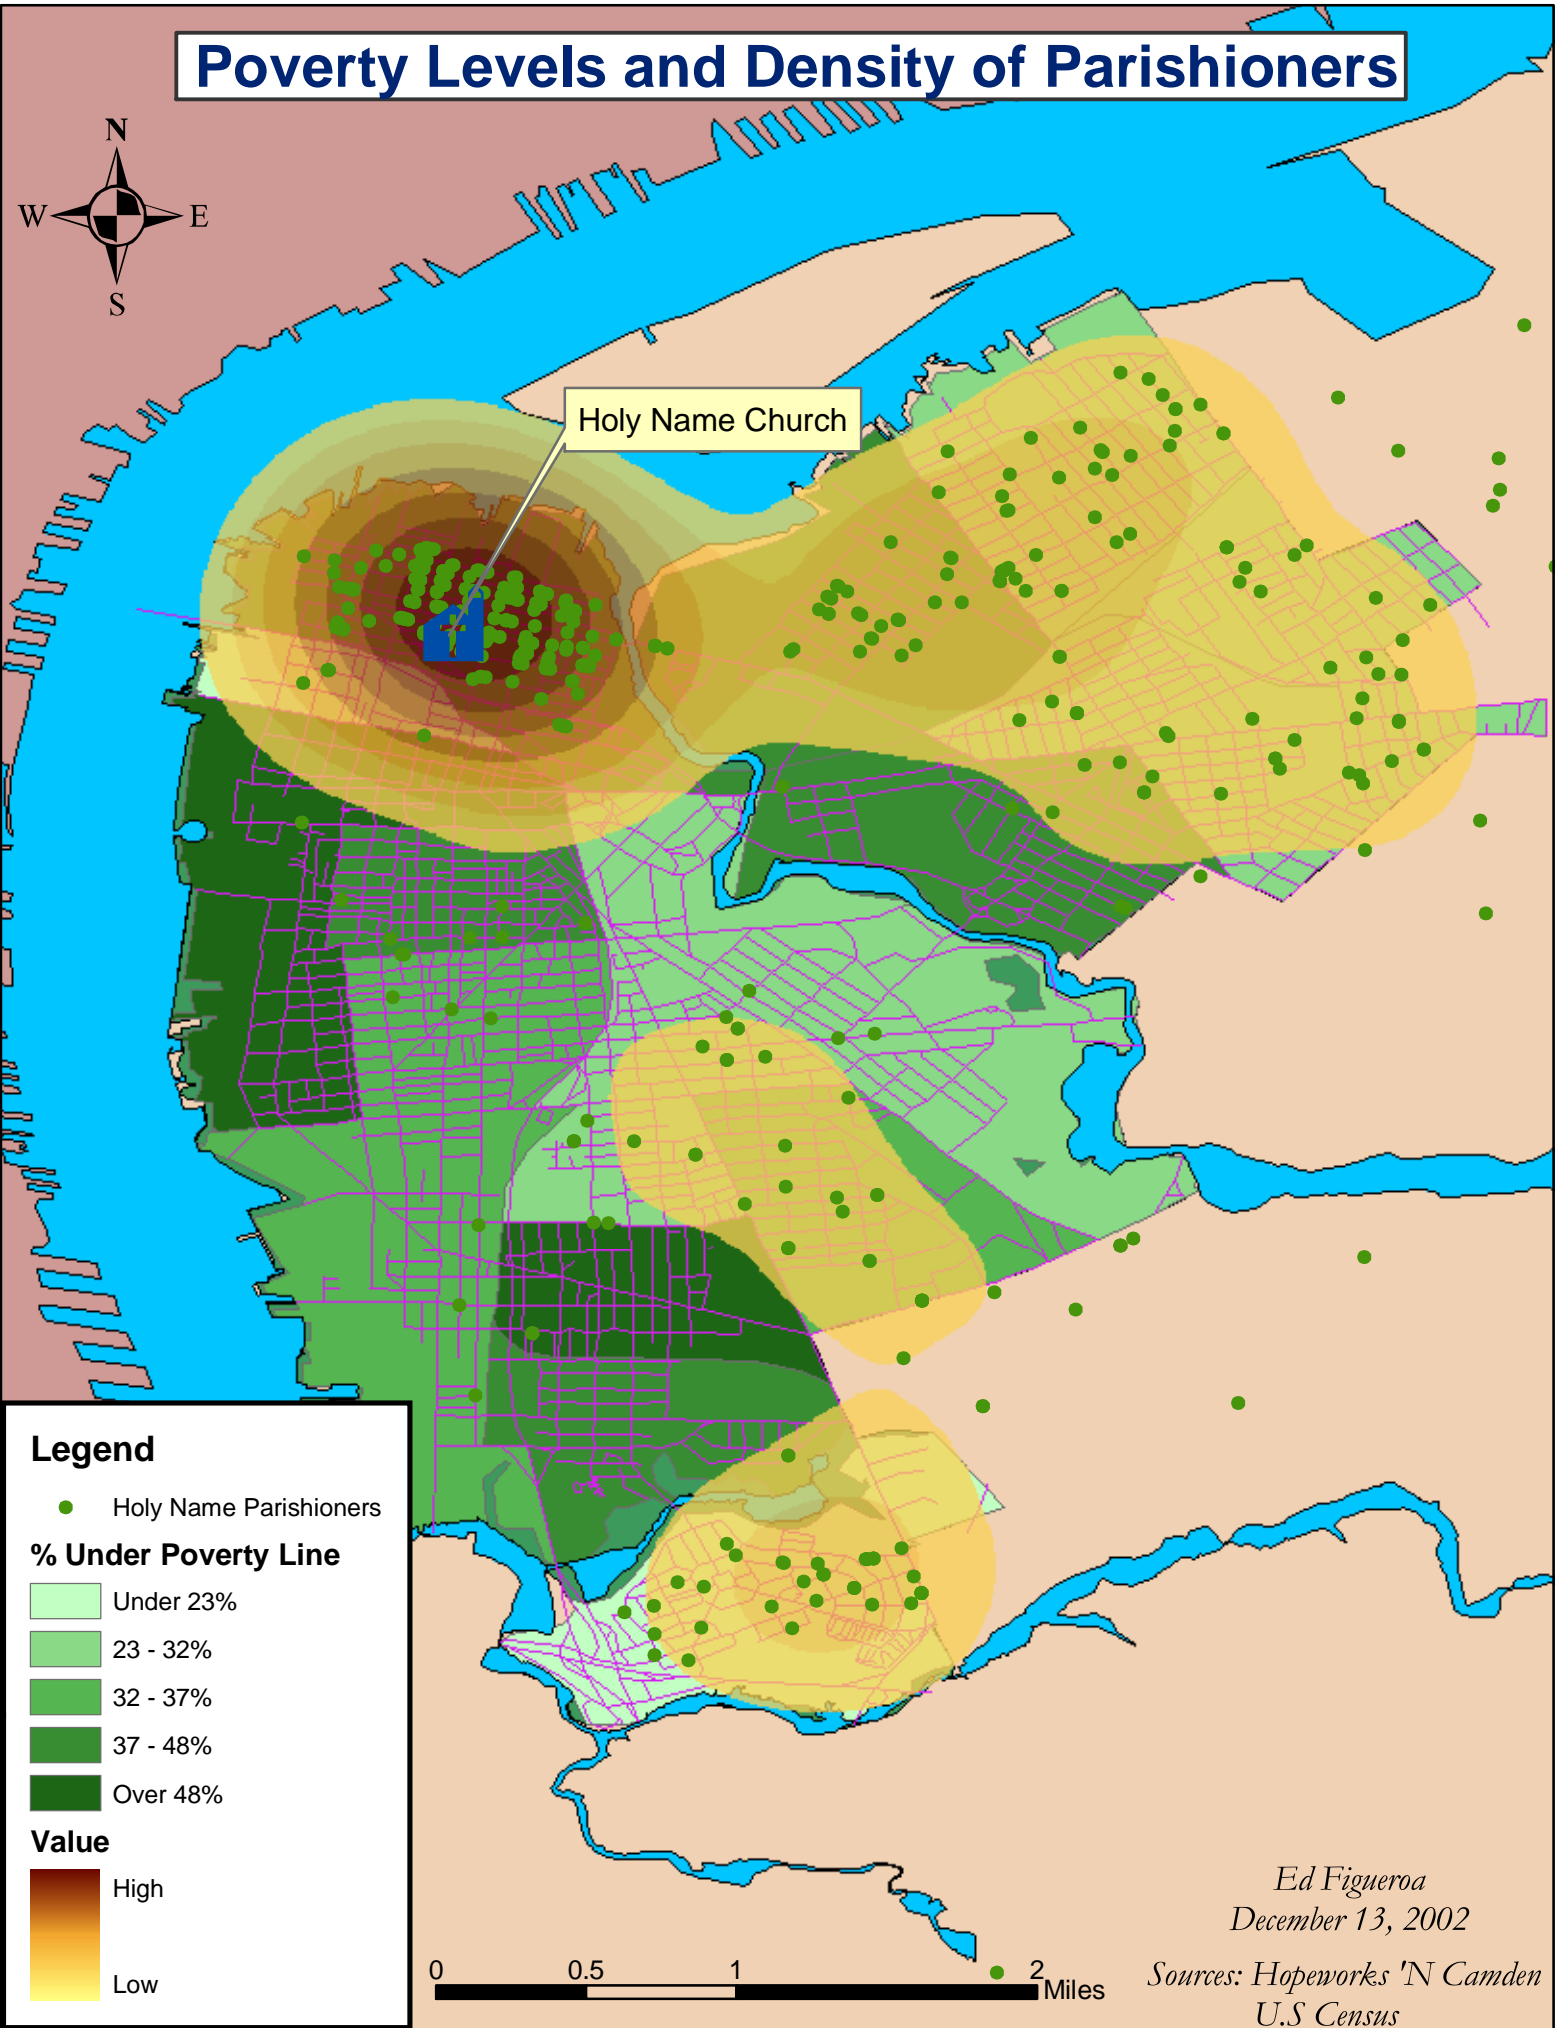 Poverty Levels and Density of Parishioners
N
W E
S
Holy Name Church
Legend
Holy Name Parishioners
% Under Poverty Line
Under 23%
23 - 32%
32 - 37%
37 - 48%
Over 48%
Value
High
Low
0 0.5 1 2
Miles
Ed Figueroa
December 13, 2002
Sources: Hopeworks 'N Camden
U.S Census